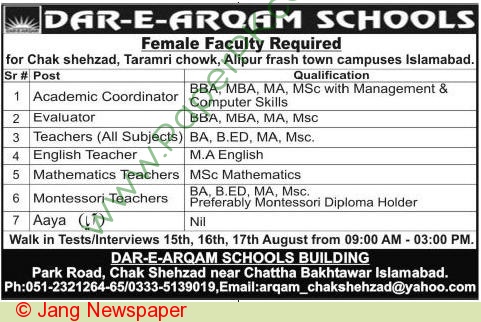 DAR-E-ARQAM SCHOOLS
Female Faculty Required
for Chak shehzad, Taramri chowk, Alipur frash town campuses Islamabad.
Sr # Post Qualification
1 Academic Coordinator BBA, MBA, MA, MSc with Management &
Computer Skills
2 Evaluator BBA, MBA, MA, Msc
3 Teachers (All Subjects) BA, B.ED, MA, Msc.
4 English Teacher M.A English
5 Mathematics Teachers MSc Mathematics
6 Montessori Teachers BA, B.ED, MA, Msc.
Preferably Montessori Diploma Holder
7 Aaya (آیا) Nil
Walk in Tests/Interviews 15th, 16th, 17th August from 09:00 AM - 03:00 PM.
DAR-E-ARQAM SCHOOLS BUILDING
Park Road, Chak Shehzad near Chattha Bakhtawar Islamabad.
Ph:051-2321264-65/0333-5139019,Email:arqam_chakshehzad@yahoo.com
© Jang Newspaper